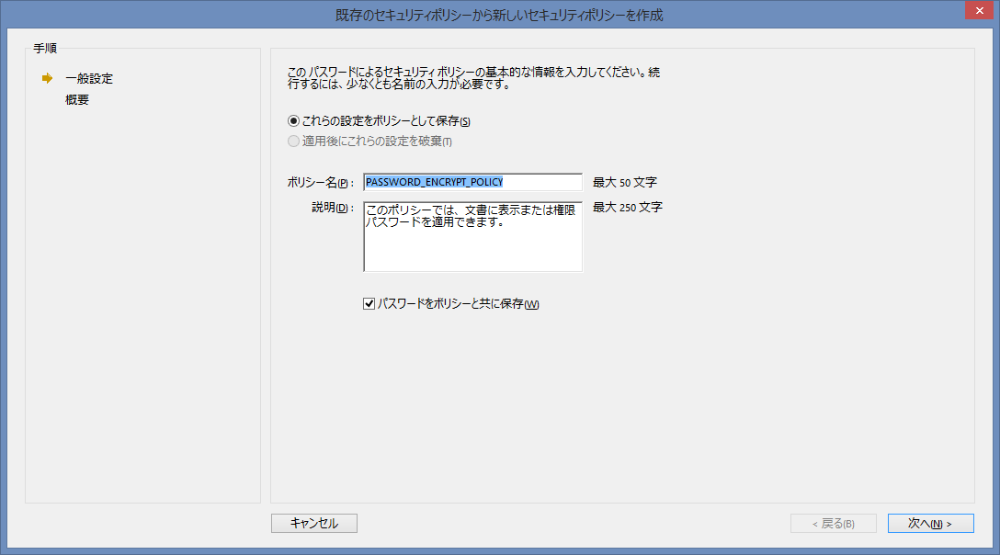 既存のセキュリティポリシーから新しいセキュリティポリシーを作成
手順
一般設定
概要
このパスワードによるセキュリティポリシーの基本的な情報を入力してください。続
行するには、少なくとも名前の入力が必要です。
これらの設定をポリシーとして保存(S)
適用後にこれらの設定を破棄(T)
ポリシー名(P): PASSWORD_ENCRYPT_POLICY 最大 50 文字
説明(D): このポリシーでは、文書に表示または権限 最大 250 文字
パスワードを適用できます。
パスワードをポリシーと共に保存(W)
キャンセル < 戻る(B) 次へ(N) >